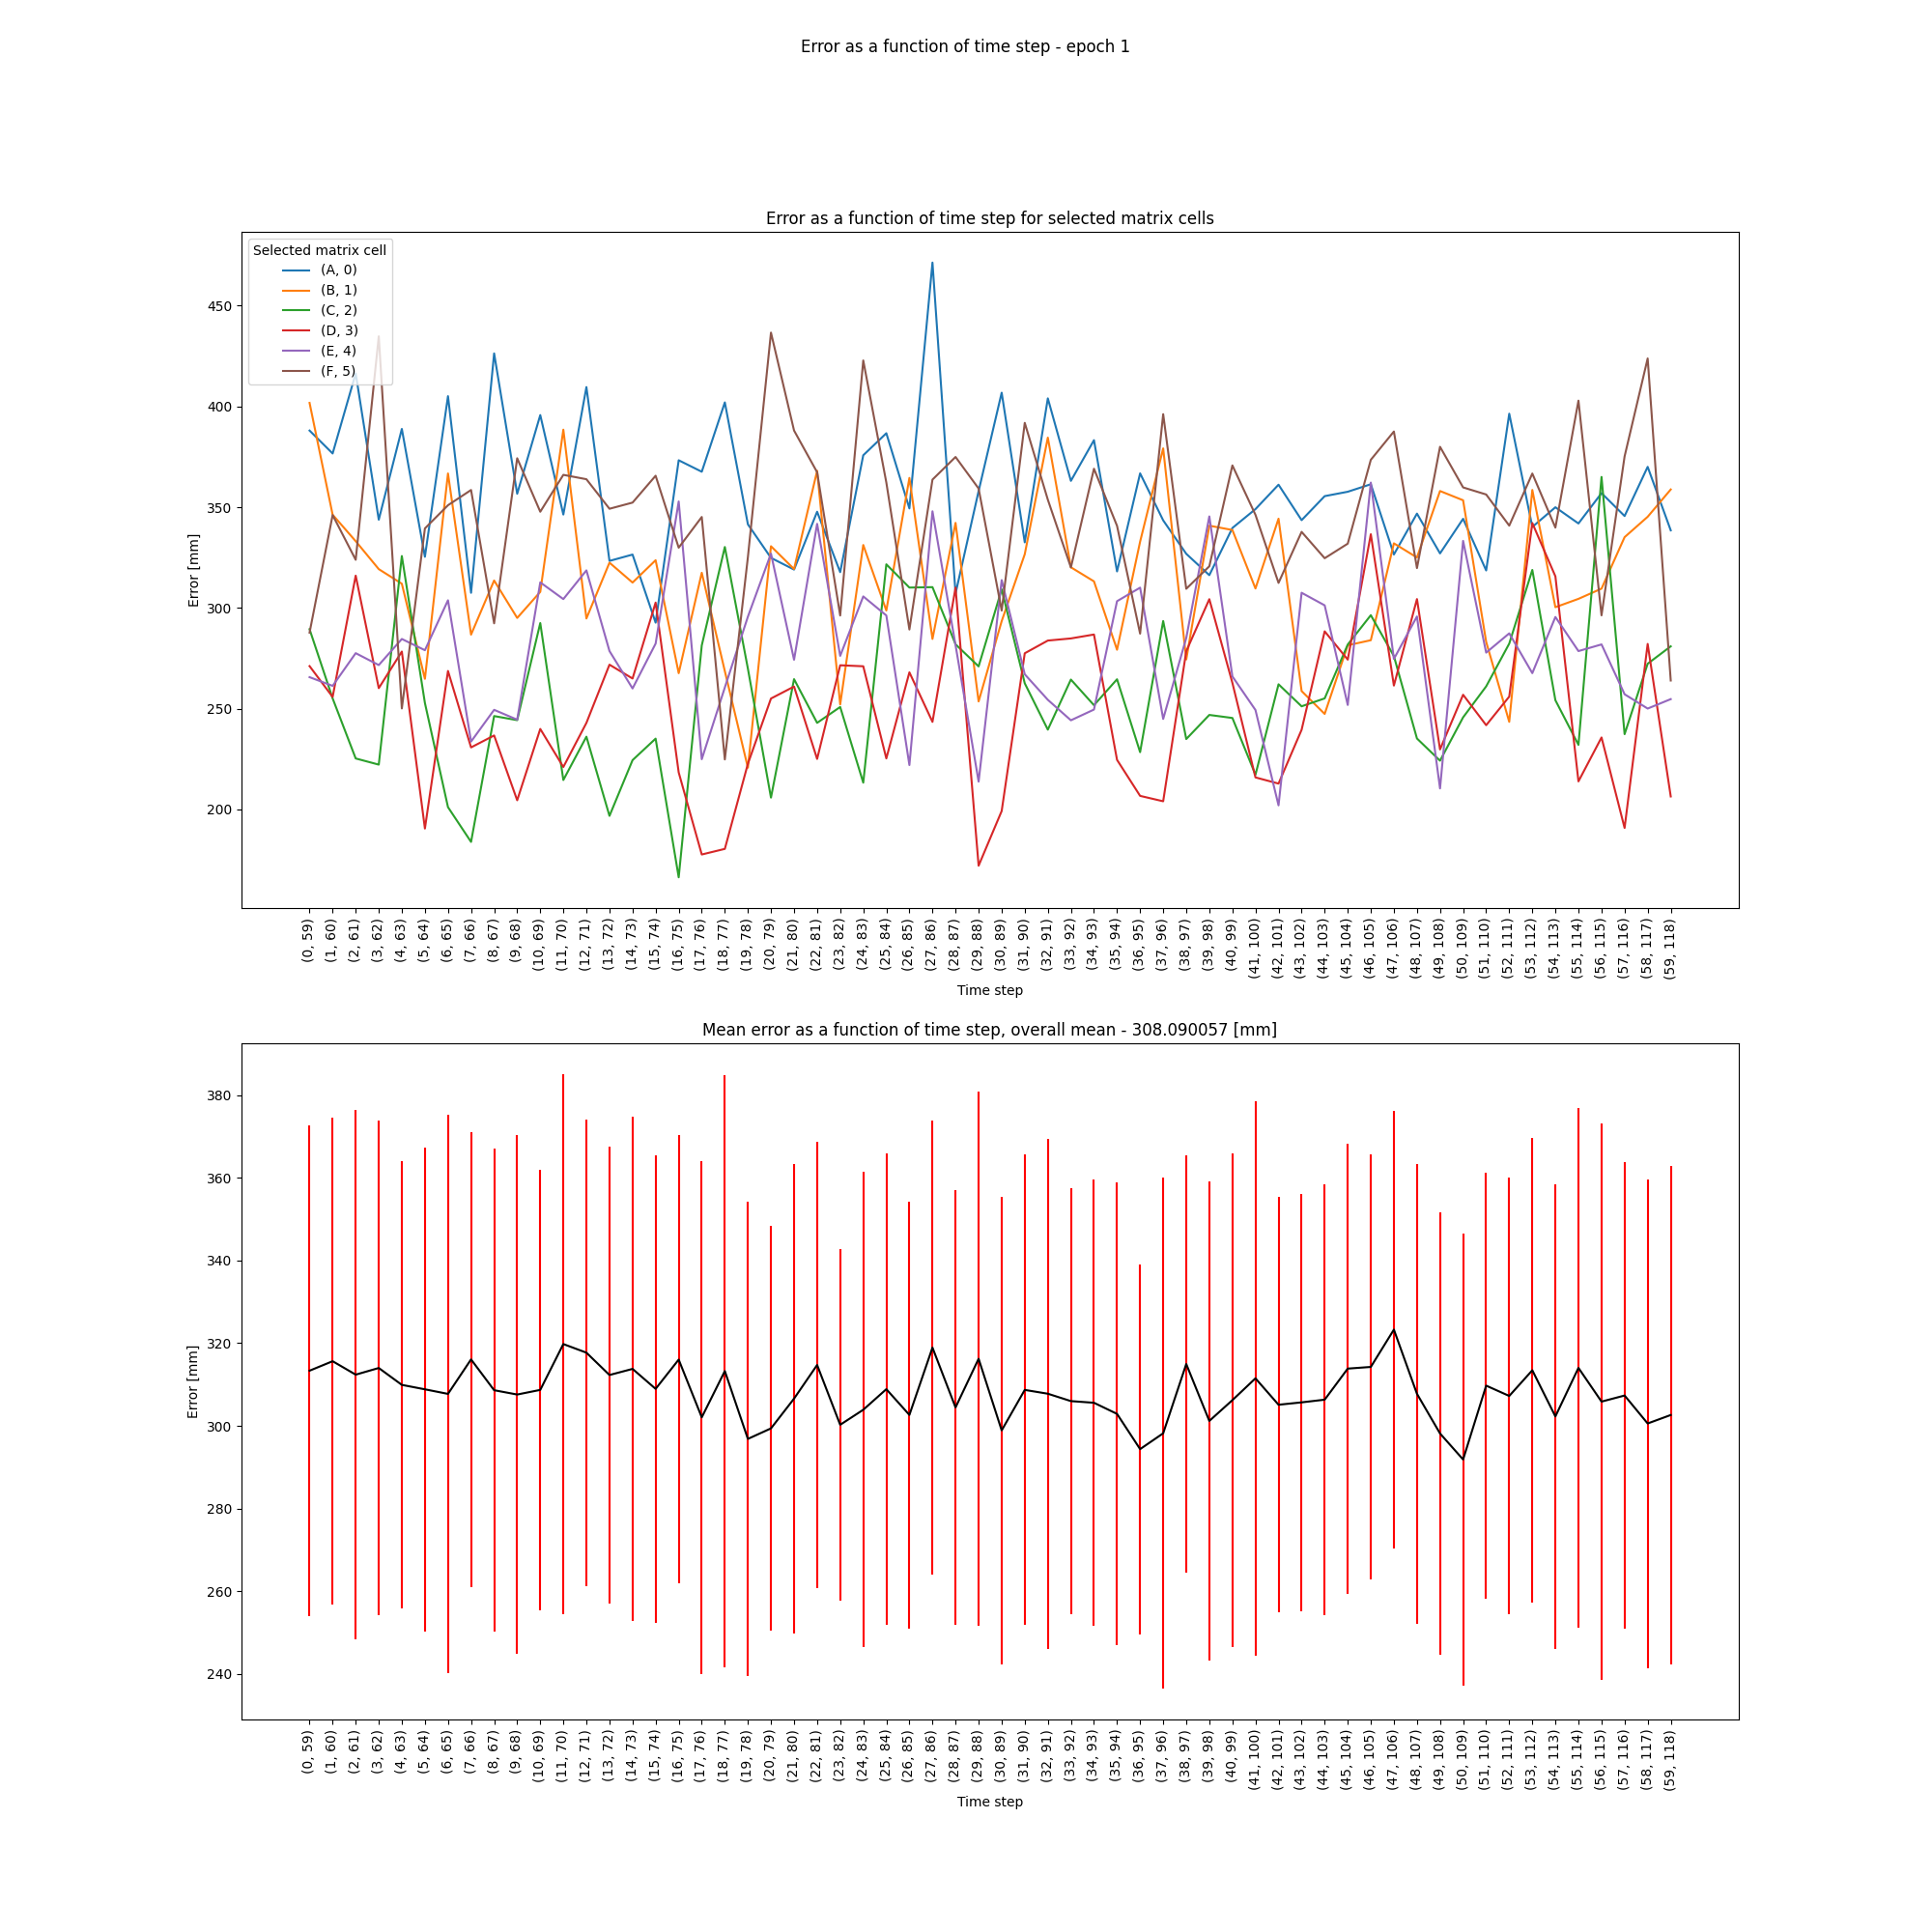 Error as a function of time step - epoch 1
Error as a function of time step for selected matrix cells
Selected matrix cell
(A, 0)
(B, 1)
(C, 2)
(D, 3)
(E, 4)
(F, 5)
450
400
350
300
250
200
Error [mm]
(0, 59) (1, 60) (2, 61) (3, 62) (4, 63) (5, 64) (6, 65) (7, 66) (8, 67) (9, 68) (10, 69) (11, 70) (12, 71) (13, 72) (14, 73) (15, 74) (16, 75) (17, 76) (18, 77) (19, 78) (20, 79) (21, 80) (22, 81) (23, 82) (24, 83) (25, 84) (26, 85) (27, 86) (28, 87) (29, 88) (30, 89) (31, 90) (32, 91) (33, 92) (34, 93) (35, 94) (36, 95) (37, 96) (38, 97) (39, 98) (40, 99) (41, 100) (42, 101) (43, 102) (44, 103) (45, 104) (46, 105) (47, 106) (48, 107) (49, 108) (50, 109) (51, 110) (52, 111) (53, 112) (54, 113) (55, 114) (56, 115) (57, 116) (58, 117) (59, 118)
Time step
Mean error as a function of time step, overall mean - 308.090057 [mm]
380
360
340
320
300
280
260
240
Error [mm]
(0, 59) (1, 60) (2, 61) (3, 62) (4, 63) (5, 64) (6, 65) (7, 66) (8, 67) (9, 68) (10, 69) (11, 70) (12, 71) (13, 72) (14, 73) (15, 74) (16, 75) (17, 76) (18, 77) (19, 78) (20, 79) (21, 80) (22, 81) (23, 82) (24, 83) (25, 84) (26, 85) (27, 86) (28, 87) (29, 88) (30, 89) (31, 90) (32, 91) (33, 92) (34, 93) (35, 94) (36, 95) (37, 96) (38, 97) (39, 98) (40, 99) (41, 100) (42, 101) (43, 102) (44, 103) (45, 104) (46, 105) (47, 106) (48, 107) (49, 108) (50, 109) (51, 110) (52, 111) (53, 112) (54, 113) (55, 114) (56, 115) (57, 116) (58, 117) (59, 118)
Time step